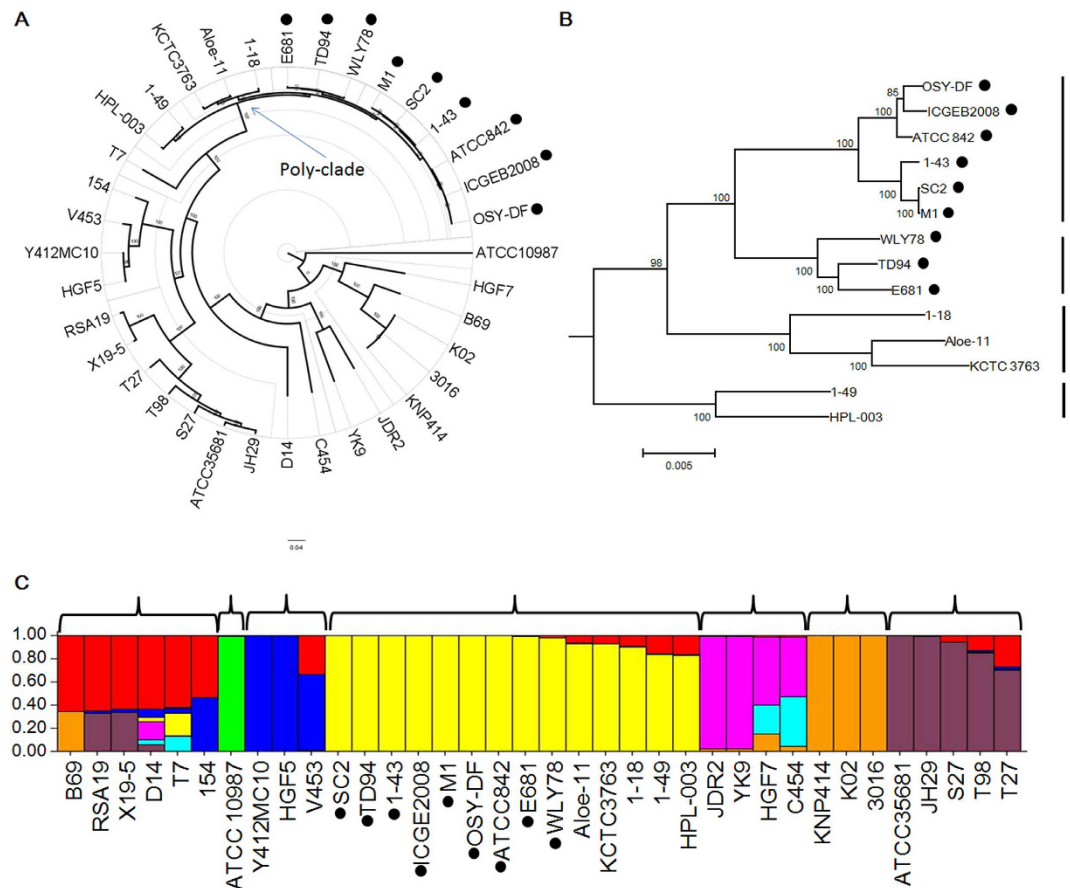 A
E681
TD94
WLY78
M1
SC2
1-43
ATCC842
ICGEB2008
OSY-DF
ATCC10987
HGF7
B69
K02
3016
KNP414
JDR2
YK9
C454
D14
JH29
ATCC35681
S27
T98
T27
X19-5
RSA19
HGF5
Y412MC10
V453
154
T7
HPL-003
1-49
KCTC3763
Aloe-11
1-18
Poly-clade
0.04
B
OSY-DF
85
ICGEB2008
100
ATCC 842
100
1-43
100
SC2
100
M1
100
WLY78
100
TD94
100
E681
98
1-18
100
Aloe-11
100
KCTC 3763
1-49
100
HPL-003
0.005
C
1.00
0.80
0.60
0.40
0.20
0.00
B69
RSA19
X19-5
D14
T7
154
ATCC 10987
Y412MC10
HGF5
V453
SC2
TD94
1-43
ICGE2008
M1
OSY-DF
ATCC842
E681
WLY78
Aloe-11
KCTC3763
1-18
1-49
HPL-003
JDR2
YK9
HGF7
C454
KNP414
K02
3016
ATCC35681
JH29
S27
T98
T27